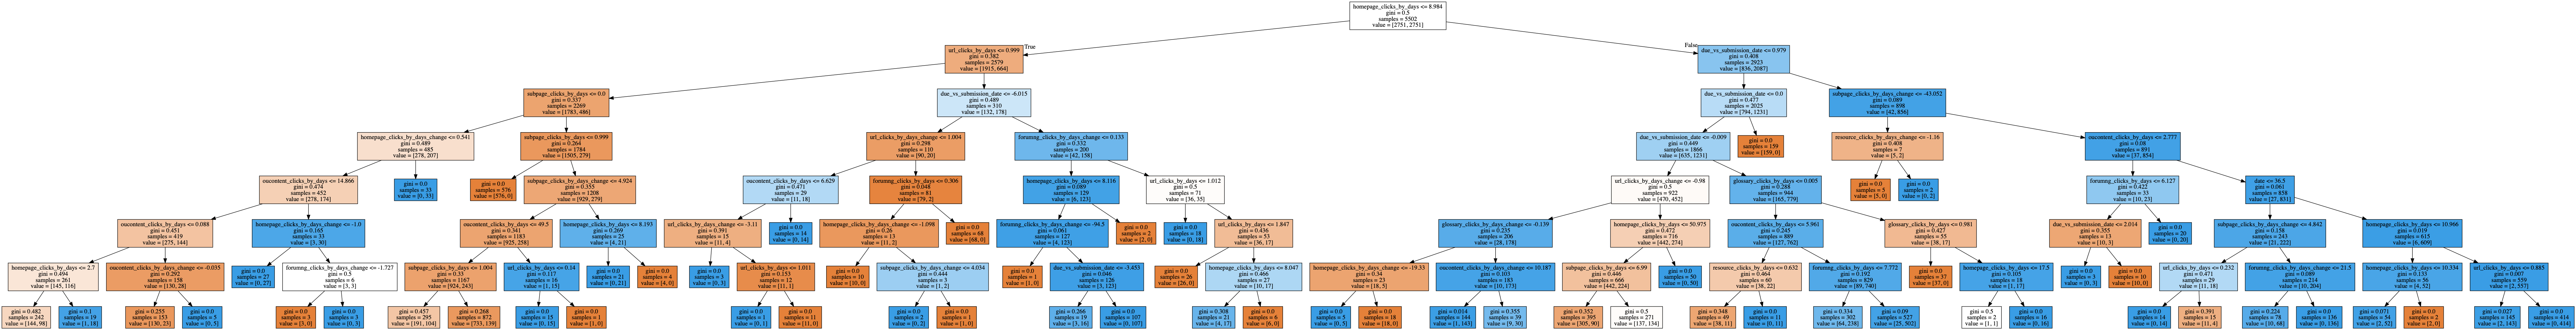 homepage_clicks_by_days <= 8.984
gini = 0.5
samples = 5502
value = [2751, 2751]
True
False
url_clicks_by_days <= 0.999
gini = 0.382
samples = 2579
value = [1915, 664]
due_vs_submission_date <= 0.979
gini = 0.408
samples = 2923
value = [836, 2087]
subpage_clicks_by_days <= 0.0
gini = 0.337
samples = 2269
value = [1783, 486]
due_vs_submission_date <= -6.015
gini = 0.489
samples = 310
value = [132, 178]
due_vs_submission_date <= 0.0
gini = 0.477
samples = 2025
value = [794, 1231]
subpage_clicks_by_days_change <= -43.052
gini = 0.089
samples = 898
value = [42, 856]
homepage_clicks_by_days_change <= 0.541
gini = 0.489
samples = 485
value = [278, 207]
subpage_clicks_by_days <= 0.999
gini = 0.264
samples = 1784
value = [1505, 279]
url_clicks_by_days_change <= 1.004
gini = 0.298
samples = 110
value = [90, 20]
forumng_clicks_by_days_change <= 0.133
gini = 0.332
samples = 200
value = [42, 158]
due_vs_submission_date <= -0.009
gini = 0.449
samples = 1866
value = [635, 1231]
gini = 0.0
samples = 159
value = [159, 0]
resource_clicks_by_days_change <= -1.16
gini = 0.408
samples = 7
value = [5, 2]
oucontent_clicks_by_days <= 2.777
gini = 0.08
samples = 891
value = [37, 854]
oucontent_clicks_by_days <= 14.866
gini = 0.474
samples = 452
value = [278, 174]
gini = 0.0
samples = 33
value = [0, 33]
gini = 0.0
samples = 576
value = [576, 0]
subpage_clicks_by_days_change <= 4.924
gini = 0.355
samples = 1208
value = [929, 279]
oucontent_clicks_by_days <= 6.629
gini = 0.471
samples = 29
value = [11, 18]
forumng_clicks_by_days <= 0.306
gini = 0.048
samples = 81
value = [79, 2]
homepage_clicks_by_days <= 8.116
gini = 0.089
samples = 129
value = [6, 123]
url_clicks_by_days <= 1.012
gini = 0.5
samples = 71
value = [36, 35]
url_clicks_by_days_change <= -0.98
gini = 0.5
samples = 922
value = [470, 452]
glossary_clicks_by_days <= 0.005
gini = 0.288
samples = 944
value = [165, 779]
gini = 0.0
samples = 5
value = [5, 0]
gini = 0.0
samples = 2
value = [0, 2]
forumng_clicks_by_days <= 6.127
gini = 0.422
samples = 33
value = [10, 23]
date <= 36.5
gini = 0.061
samples = 858
value = [27, 831]
oucontent_clicks_by_days <= 0.088
gini = 0.451
samples = 419
value = [275, 144]
homepage_clicks_by_days_change <= -1.0
gini = 0.165
samples = 33
value = [3, 30]
oucontent_clicks_by_days <= 49.5
gini = 0.341
samples = 1183
value = [925, 258]
homepage_clicks_by_days <= 8.193
gini = 0.269
samples = 25
value = [4, 21]
url_clicks_by_days_change <= -3.11
gini = 0.391
samples = 15
value = [11, 4]
gini = 0.0
samples = 14
value = [0, 14]
homepage_clicks_by_days_change <= -1.098
gini = 0.26
samples = 13
value = [11, 2]
gini = 0.0
samples = 68
value = [68, 0]
forumng_clicks_by_days_change <= -94.5
gini = 0.061
samples = 127
value = [4, 123]
gini = 0.0
samples = 2
value = [2, 0]
gini = 0.0
samples = 18
value = [0, 18]
url_clicks_by_days <= 1.847
gini = 0.436
samples = 53
value = [36, 17]
glossary_clicks_by_days_change <= -0.139
gini = 0.235
samples = 206
value = [28, 178]
homepage_clicks_by_days <= 50.975
gini = 0.472
samples = 716
value = [442, 274]
oucontent_clicks_by_days <= 5.961
gini = 0.245
samples = 889
value = [127, 762]
glossary_clicks_by_days <= 0.981
gini = 0.427
samples = 55
value = [38, 17]
due_vs_submission_date <= 2.014
gini = 0.355
samples = 13
value = [10, 3]
gini = 0.0
samples = 20
value = [0, 20]
subpage_clicks_by_days <= 4.842
gini = 0.158
samples = 243
value = [21, 222]
homepage_clicks_by_days <= 10.966
gini = 0.019
samples = 615
value = [6, 609]
homepage_clicks_by_days <= 2.7
gini = 0.494
samples = 261
value = [145, 116]
oucontent_clicks_by_days_change <= -0.035
gini = 0.292
samples = 158
value = [130, 28]
gini = 0.0
samples = 27
value = [0, 27]
forumng_clicks_by_days_change <= -1.727
gini = 0.5
samples = 6
value = [3, 3]
subpage_clicks_by_days <= 1.004
gini = 0.33
samples = 1167
value = [924, 243]
url_clicks_by_days <= 0.14
gini = 0.117
samples = 16
value = [1, 15]
gini = 0.0
samples = 21
value = [0, 21]
gini = 0.0
samples = 4
value = [4, 0]
gini = 0.0
samples = 3
value = [0, 3]
url_clicks_by_days <= 1.011
gini = 0.153
samples = 12
value = [11, 1]
gini = 0.0
samples = 10
value = [10, 0]
subpage_clicks_by_days_change <= 4.034
gini = 0.444
samples = 3
value = [1, 2]
gini = 0.0
samples = 1
value = [1, 0]
due_vs_submission_date <= -3.453
gini = 0.046
samples = 126
value = [3, 123]
gini = 0.0
samples = 26
value = [26, 0]
homepage_clicks_by_days <= 8.047
gini = 0.466
samples = 27
value = [10, 17]
homepage_clicks_by_days_change <= -19.33
gini = 0.34
samples = 23
value = [18, 5]
oucontent_clicks_by_days_change <= 10.187
gini = 0.103
samples = 183
value = [10, 173]
subpage_clicks_by_days <= 6.99
gini = 0.446
samples = 666
value = [442, 224]
gini = 0.0
samples = 50
value = [0, 50]
resource_clicks_by_days <= 0.632
gini = 0.464
samples = 60
value = [38, 22]
forumng_clicks_by_days <= 7.772
gini = 0.192
samples = 829
value = [89, 740]
gini = 0.0
samples = 37
value = [37, 0]
homepage_clicks_by_days <= 17.5
gini = 0.105
samples = 18
value = [1, 17]
gini = 0.0
samples = 3
value = [0, 3]
gini = 0.0
samples = 10
value = [10, 0]
url_clicks_by_days <= 0.232
gini = 0.471
samples = 29
value = [11, 18]
forumng_clicks_by_days_change <= 21.5
gini = 0.089
samples = 214
value = [10, 204]
homepage_clicks_by_days <= 10.334
gini = 0.133
samples = 56
value = [4, 52]
url_clicks_by_days <= 0.885
gini = 0.007
samples = 559
value = [2, 557]
gini = 0.482
samples = 242
value = [144, 98]
gini = 0.1
samples = 19
value = [1, 18]
gini = 0.255
samples = 153
value = [130, 23]
gini = 0.0
samples = 5
value = [0, 5]
gini = 0.0
samples = 3
value = [3, 0]
gini = 0.0
samples = 3
value = [0, 3]
gini = 0.457
samples = 295
value = [191, 104]
gini = 0.268
samples = 872
value = [733, 139]
gini = 0.0
samples = 15
value = [0, 15]
gini = 0.0
samples = 1
value = [1, 0]
gini = 0.0
samples = 1
value = [0, 1]
gini = 0.0
samples = 11
value = [11, 0]
gini = 0.0
samples = 2
value = [0, 2]
gini = 0.0
samples = 1
value = [1, 0]
gini = 0.266
samples = 19
value = [3, 16]
gini = 0.0
samples = 107
value = [0, 107]
gini = 0.308
samples = 21
value = [4, 17]
gini = 0.0
samples = 6
value = [6, 0]
gini = 0.0
samples = 5
value = [0, 5]
gini = 0.0
samples = 18
value = [18, 0]
gini = 0.014
samples = 144
value = [1, 143]
gini = 0.355
samples = 39
value = [9, 30]
gini = 0.352
samples = 395
value = [305, 90]
gini = 0.5
samples = 271
value = [137, 134]
gini = 0.348
samples = 49
value = [38, 11]
gini = 0.0
samples = 11
value = [0, 11]
gini = 0.334
samples = 302
value = [64, 238]
gini = 0.09
samples = 527
value = [25, 502]
gini = 0.5
samples = 2
value = [1, 1]
gini = 0.0
samples = 16
value = [0, 16]
gini = 0.0
samples = 14
value = [0, 14]
gini = 0.391
samples = 15
value = [11, 4]
gini = 0.224
samples = 78
value = [10, 68]
gini = 0.0
samples = 136
value = [0, 136]
gini = 0.071
samples = 54
value = [2, 52]
gini = 0.0
samples = 2
value = [2, 0]
gini = 0.027
samples = 145
value = [2, 143]
gini = 0.0
samples = 414
value = [0, 414]